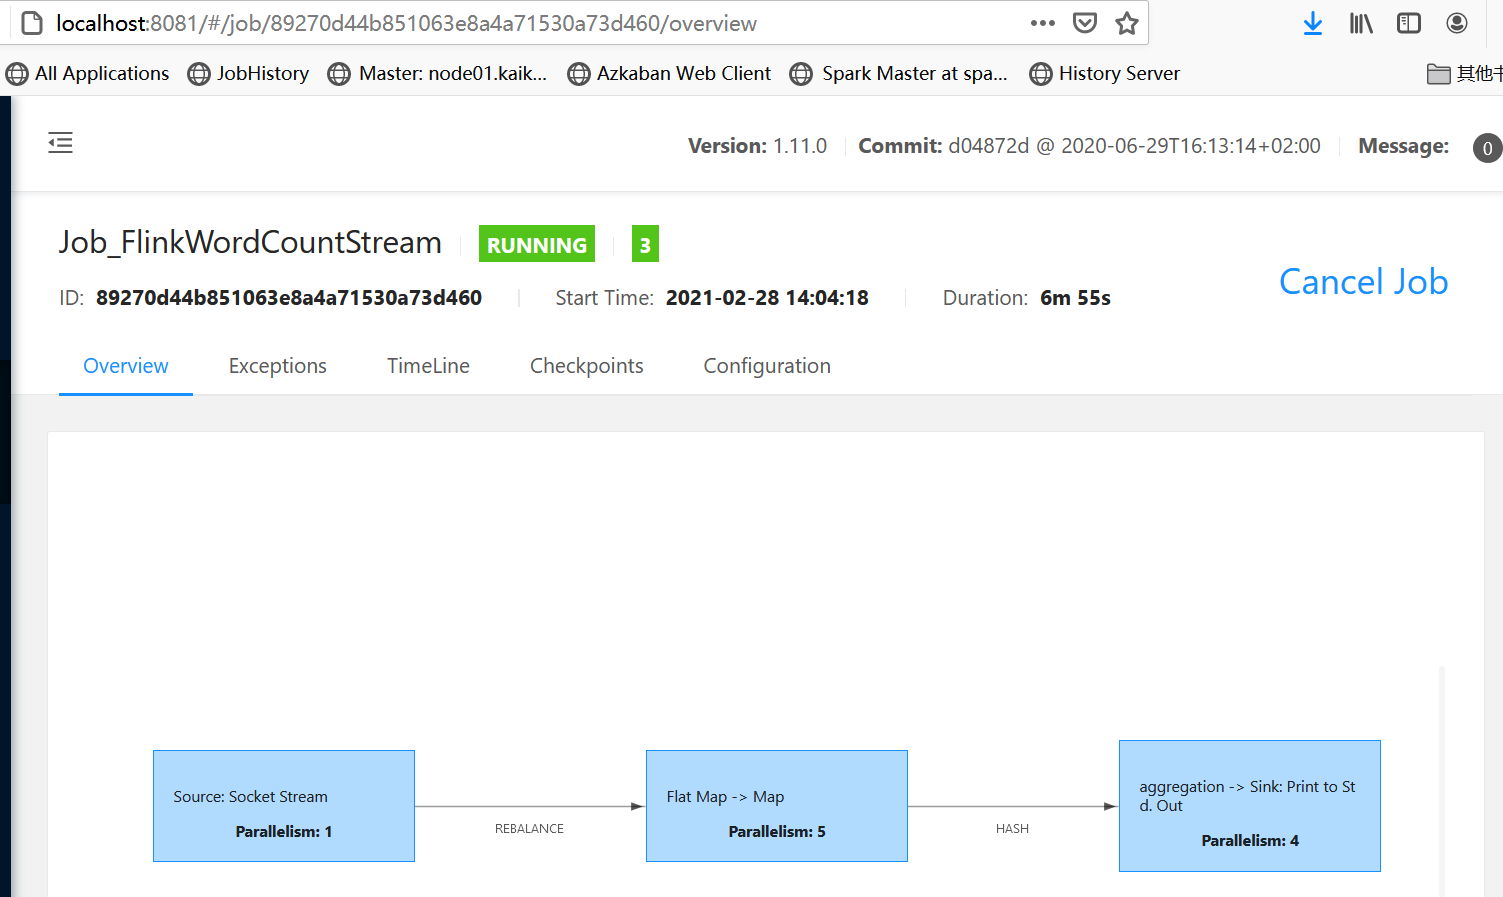 localhost:8081/#/job/89270d44b851063e8a4a71530a73d460/overview
All Applications JobHistory Master: node01.kaik... Azkaban Web Client Spark Master at spa... History Server 其他
Version: 1.11.0 Commit: d04872d @ 2020-06-29T16:13:14+02:00 Message: 0
Job_FlinkWordCountStream RUNNING 3
Cancel Job
ID: 89270d44b851063e8a4a71530a73d460 Start Time: 2021-02-28 14:04:18 Duration: 6m 55s
Overview Exceptions TimeLine Checkpoints Configuration
Source: Socket Stream
Parallelism: 1
REBALANCE
Flat Map -> Map
Parallelism: 5
HASH
aggregation -> Sink: Print to St
d. Out
Parallelism: 4